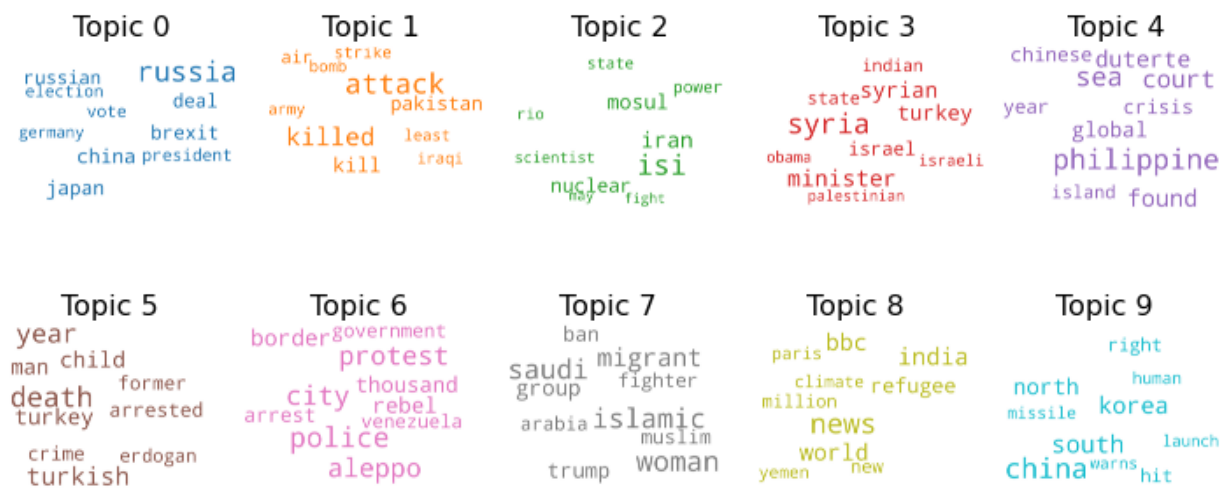 Topic 0
russia
russian
election
deal
vote
germany
brexit
china
president
japan
Topic 1
strike
air
bomb
attack
pakistan
army
killed
least
kill
iraqi
Topic 2
state
power
mosul
rio
iran
scientist
isi
nuclear
may
fight
Topic 3
indian
syrian
state
turkey
syria
israel
obama
israeli
minister
palestinian
Topic 4
chinese
duterte
sea
court
year
crisis
global
philippine
island
found
Topic 5
year
child
man
former
death
arrested
turkey
crime
erdogan
turkish
Topic 6
government
border
protest
thousand
city
rebel
arrest
venezuela
police
aleppo
Topic 7
ban
migrant
saudi
fighter
group
islamic
arabia
muslim
woman
trump
Topic 8
bbc
paris
india
climate
refugee
million
news
world
new
yemen
Topic 9
right
human
north
korea
missile
south
launch
china
warns
hit